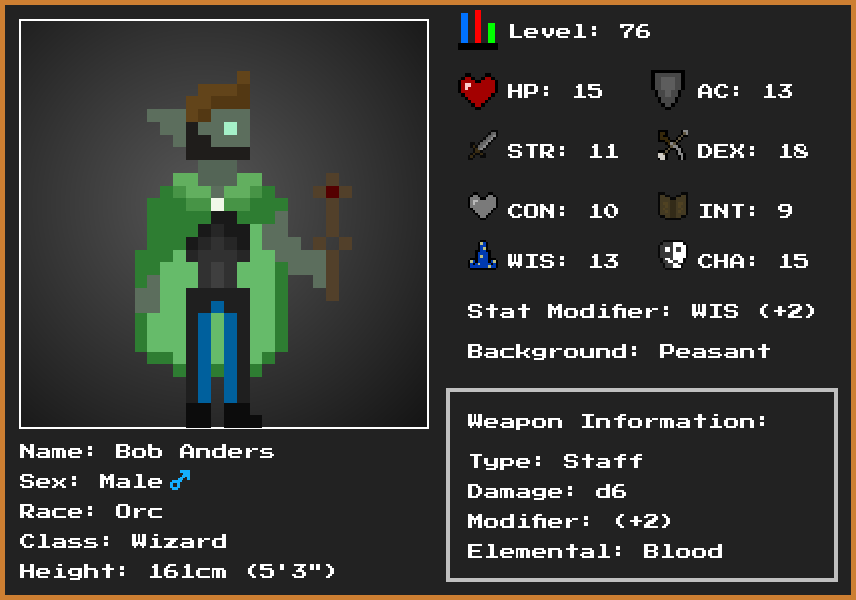 Level: 76
HP: 15 AC: 13
STR: 11 DEX: 18
CON: 10 INT: 9
WIS: 13 CHA: 15
Stat Modifier: WIS (+2)
Background: Peasant
Weapon Information:
Type: Staff
Damage: d6
Modifier: (+2)
Elemental: Blood
Name: Bob Anders
Sex: Male ♂
Race: Orc
Class: Wizard
Height: 161cm (5'3")